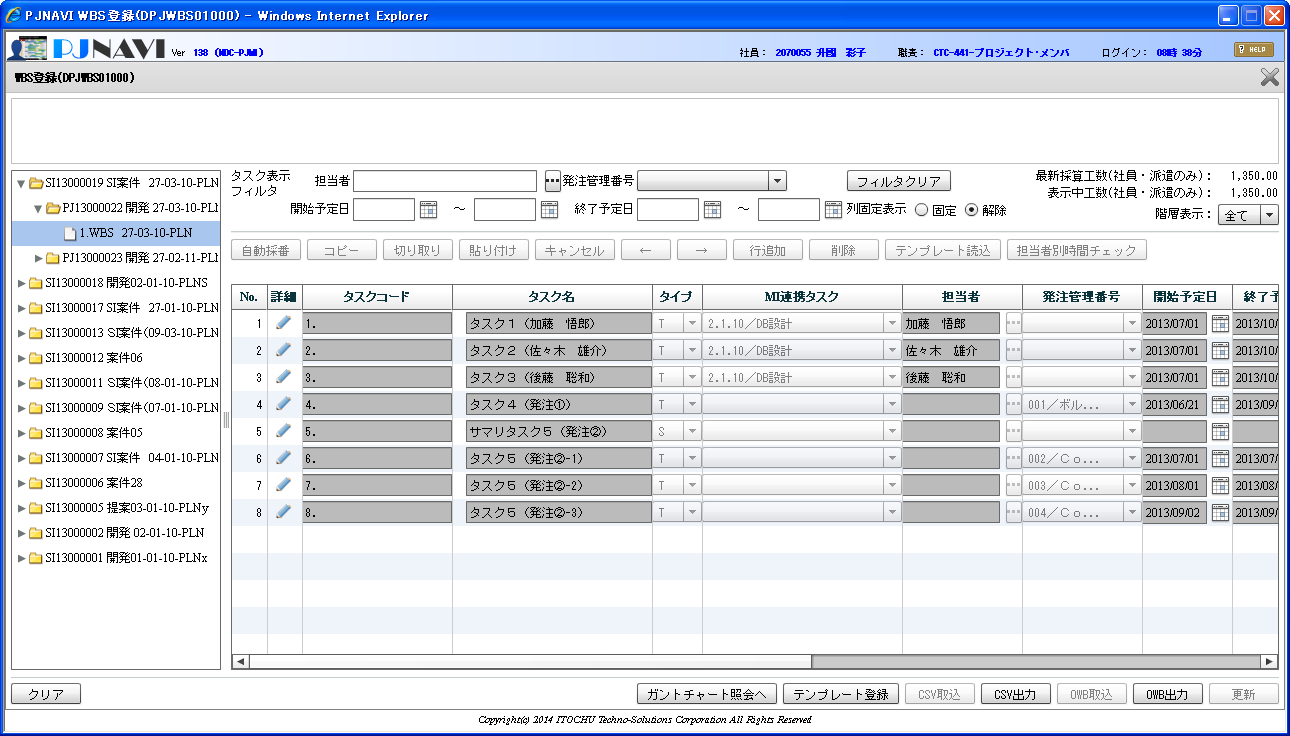 PJNAVI WBS登録(DPJWBS01000) - Windows Internet Explorer
PJNAVI Ver 138 (NDC-PJM1) 社員： 2070055 升國 彩子 職責： CTC-441-プロジェクト・メンバ ログイン： 08時 38分 ? HELP
WBS登録(DPJWBS01000)
SI13000019 SI案件 27-03-10-PLN
PJ13000022 開発 27-03-10-PLN
1.WBS 27-03-10-PLN
PJ13000023 開発 27-02-11-PLN
SI13000018 開発02-01-10-PLNS
SI13000017 SI案件 27-01-10-PLN
SI13000013 SI案件(09-03-10-PLN
SI13000012 案件06
SI13000011 SI案件(08-01-10-PLN
SI13000009 SI案件(07-01-10-PLN
SI13000008 案件05
SI13000007 SI案件 04-01-10-PLN
SI13000006 案件28
SI13000005 提案03-01-10-PLNy
SI13000002 開発 02-01-10-PLN
SI13000001 開発01-01-10-PLNx
タスク表示
フィルタ
担当者 ... 発注管理番号 フィルタクリア
開始予定日 ～ 終了予定日 ～ 列固定表示 固定 解除
最新採算工数(社員・派遣のみ)： 1,350.00
表示中工数(社員・派遣のみ)： 1,350.00
階層表示： 全て
自動採番 コピー 切り取り 貼り付け キャンセル ← → 行追加 削除 テンプレート読込 担当者別時間チェック
No. 詳細 タスクコード タスク名 タイプ MI連携タスク 担当者 発注管理番号 開始予定日 終了予
1 1. タスク１（加藤 悟郎） T 2.1.10／DB設計 加藤 悟郎 ... 2013/07/01 2013/10/
2 2. タスク２（佐々木 雄介） T 2.1.10／DB設計 佐々木 雄介 ... 2013/07/01 2013/10/
3 3. タスク３（後藤 聡和） T 2.1.10／DB設計 後藤 聡和 ... 2013/07/01 2013/10/
4 4. タスク４（発注①） T ... 001／ボル... 2013/06/21 2013/09/
5 5. サマリタスク５（発注②） S ...
6 6. タスク５（発注②-1） T ... 002／Ｃｏ... 2013/07/01 2013/07/
7 7. タスク５（発注②-2） T ... 003／Ｃｏ... 2013/08/01 2013/08/
8 8. タスク５（発注②-3） T ... 004／Ｃｏ... 2013/09/02 2013/09/
クリア ガントチャート照会へ テンプレート登録 CSV取込 CSV出力 OWB取込 OWB出力 更新
Copyright(c) 2014 ITOCHU Techno-Solutions Corporation All Rights Reserved